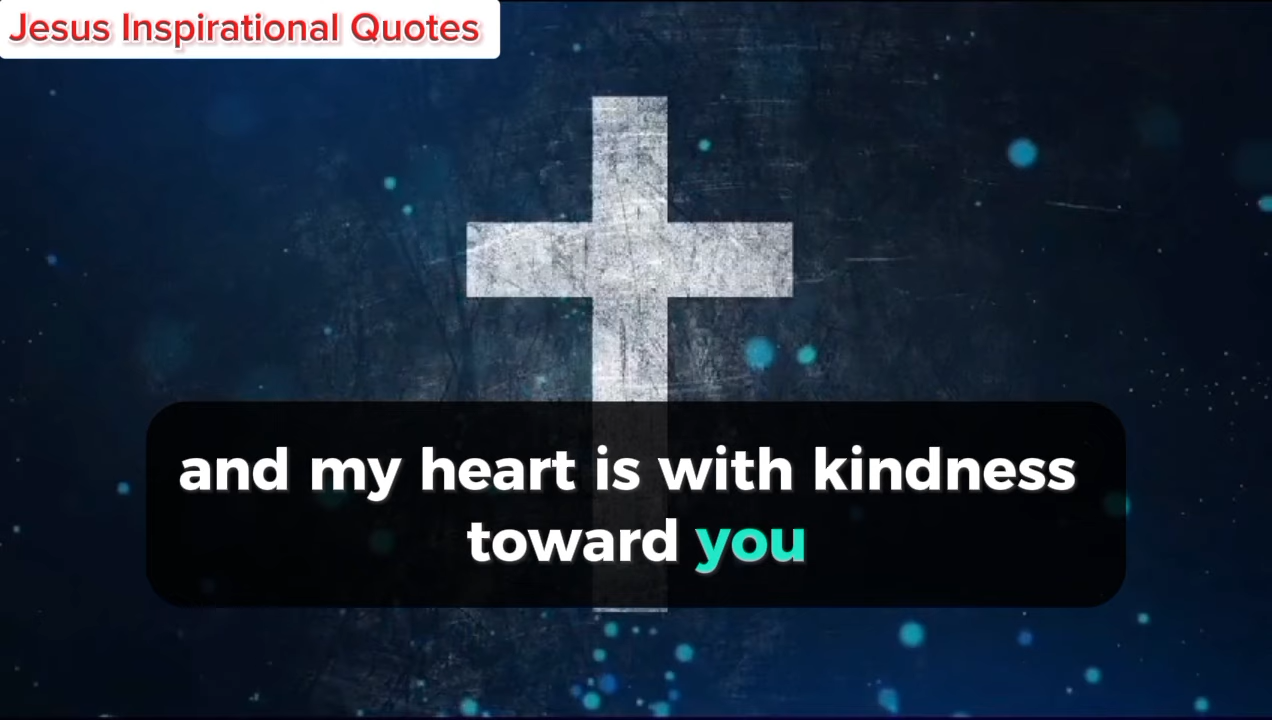 Jesus Inspirational Quotes
and my heart is with kindness
toward you